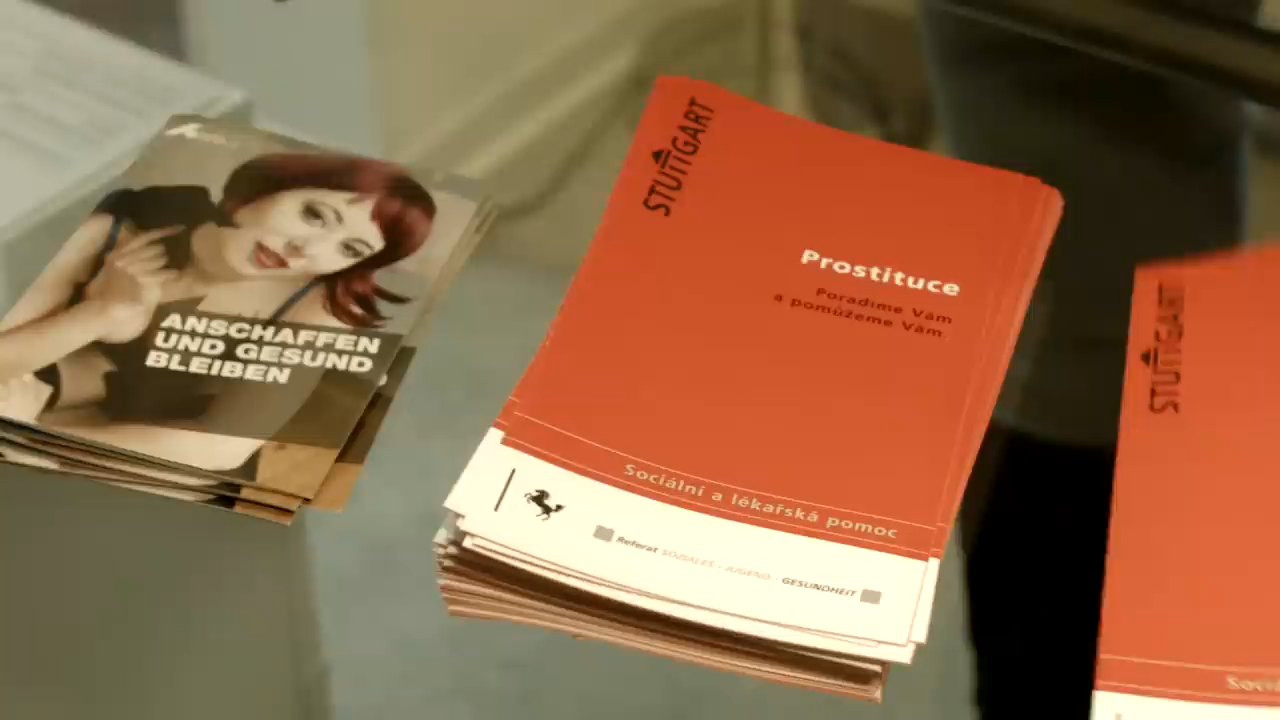 ANSCHAFFEN
UND GESUND
BLEIBEN
STUTTGART
Prostituce
Poradíme Vám
a pomůžeme Vám
Sociální a lékařská pomoc
Referat SOZIALES · JUGEND · GESUNDHEIT
STUTTGART